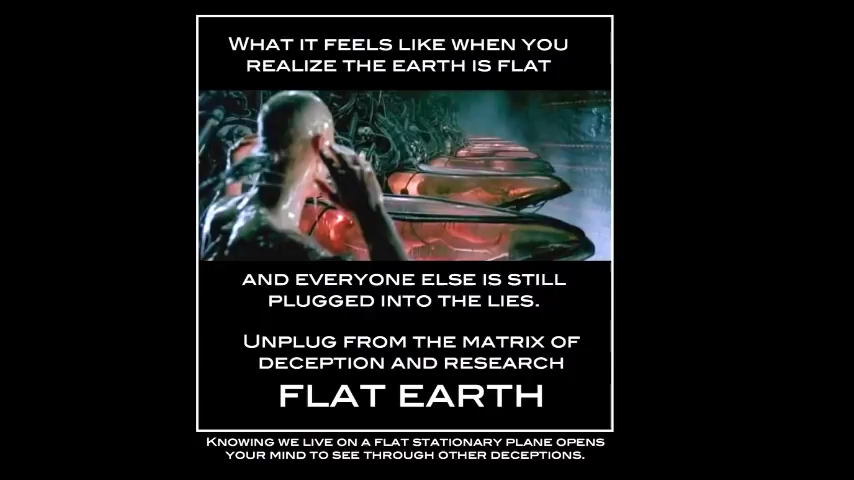 What it feels like when you
realize the earth is flat
and everyone else is still
plugged into the lies.
Unplug from the matrix of
deception and research
FLAT EARTH
Knowing we live on a flat stationary plane opens
your mind to see through other deceptions.